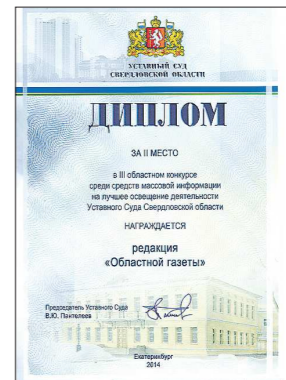 УСТАВНЫЙ СУД
СВЕРДЛОВСКОЙ ОБЛАСТИ
ДИПЛОМ
ЗА II МЕСТО
в III областном конкурсе
среди средств массовой информации
на лучшее освещение деятельности
Уставного Суда Свердловской области
НАГРАЖДАЕТСЯ
редакция
«Областной газеты»
Председатель Уставного Суда
В.Ю. Пантелеев
Екатеринбург
2014